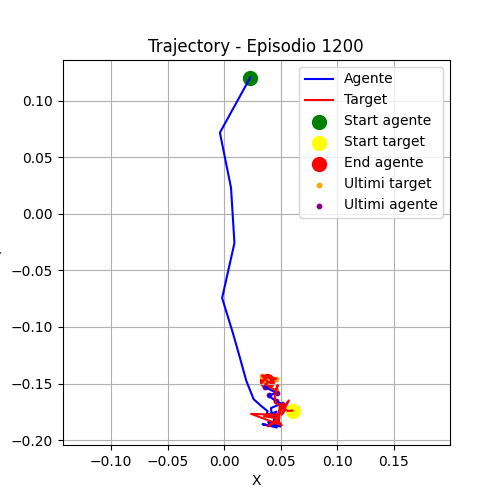 Trajectory - Episodio 1200
Agente
Target
Start agente
Start target
End agente
Ultimi target
Ultimi agente
0.10
0.05
0.00
−0.05
−0.10
−0.15
−0.20
−0.10
−0.05
0.00
0.05
0.10
0.15
X